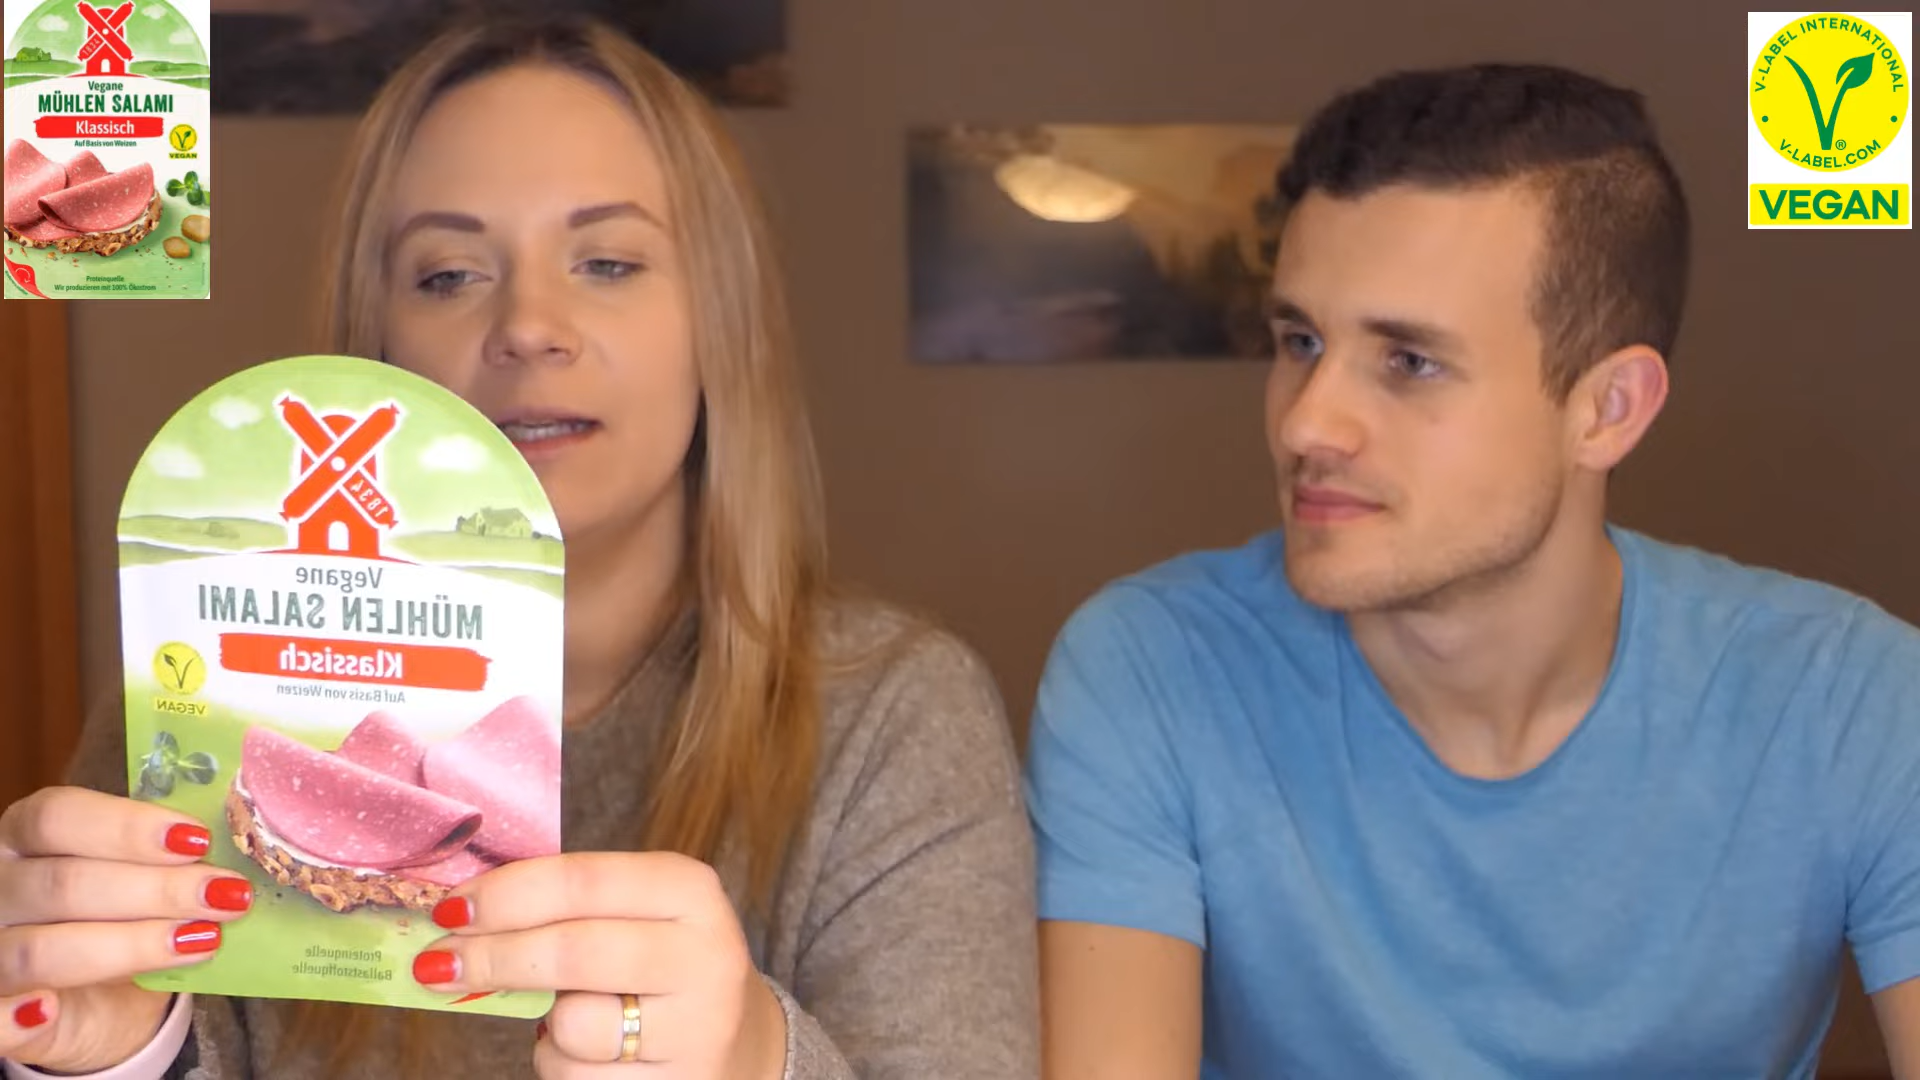 1834
Vegane
MÜHLEN SALAMI
Klassisch
Auf Basis von Weizen
VEGAN
Proteinquelle
Wir produzieren mit 100% Ökostrom
V-LABEL INTERNATIONAL
®
V-LABEL.COM
VEGAN
1834
Vegane
MÜHLEN SALAMI
Klassisch
Auf Basis von Weizen
VEGAN
Proteinquelle
Ballaststoffquelle